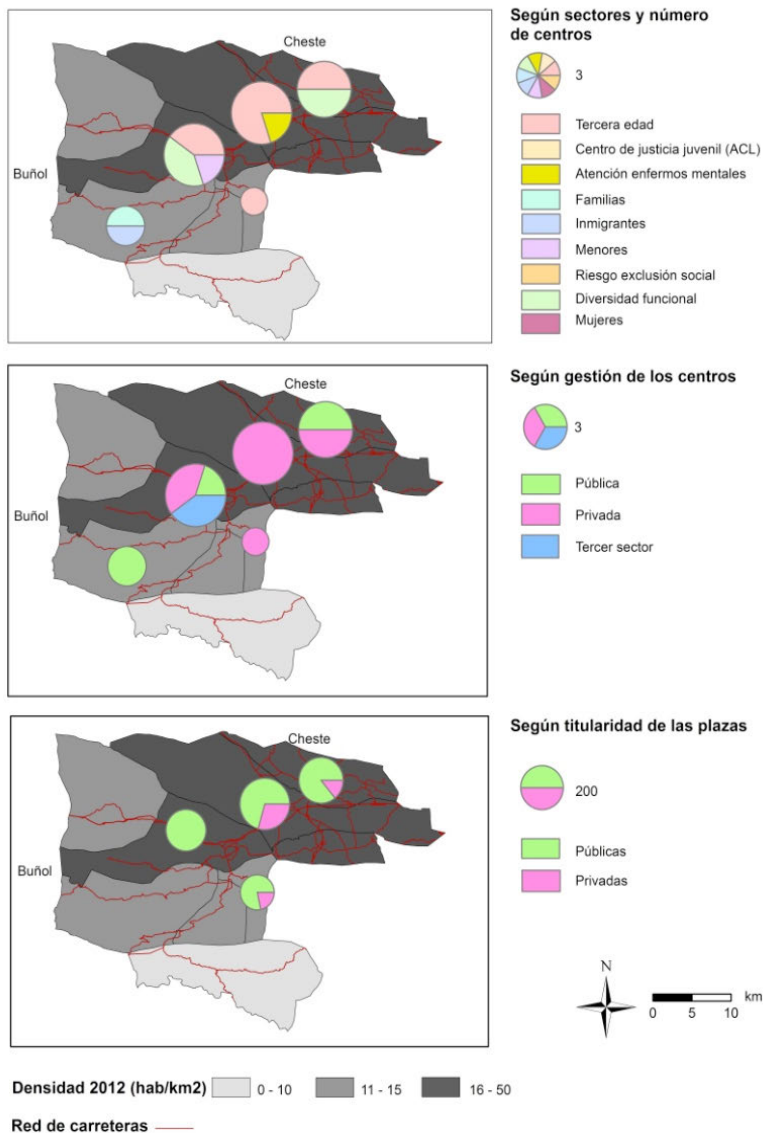 Cheste
Buñol
Según sectores y número
de centros
3
Tercera edad
Centro de justicia juvenil (ACL)
Atención enfermos mentales
Familias
Inmigrantes
Menores
Riesgo exclusión social
Diversidad funcional
Mujeres
Cheste
Buñol
Según gestión de los centros
3
Pública
Privada
Tercer sector
Cheste
Buñol
Según titularidad de las plazas
200
Públicas
Privadas
N
km
0 5 10
Densidad 2012 (hab/km2) 0 - 10 11 - 15 16 - 50
Red de carreteras